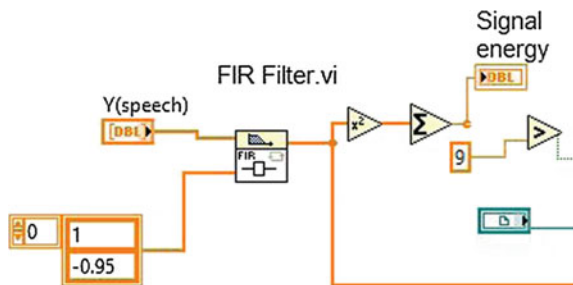 Signal
energy
DBL
FIR Filter.vi
Y(speech)
[DBL]
x²
Σ
FIR
9
>
0
1
-0.95